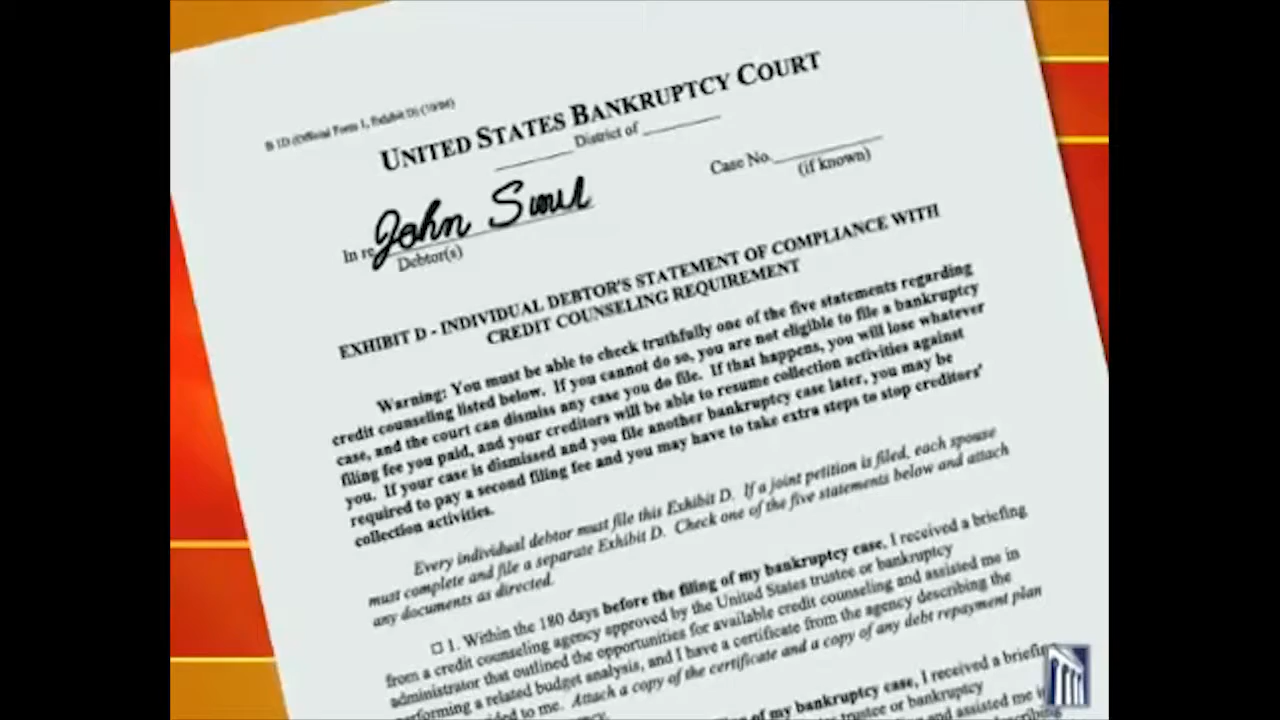 B 1D (Official Form 1, Exhibit D) (10/06)
UNITED STATES BANKRUPTCY COURT
District of
Case No.
(if known)
In re John
Debtor(s)
EXHIBIT D - INDIVIDUAL DEBTOR'S STATEMENT OF COMPLIANCE WITH
CREDIT COUNSELING REQUIREMENT
Warning: You must be able to check truthfully one of the five statements regarding
credit counseling listed below. If you cannot do so, you are not eligible to file a bankruptcy
case, and the court can dismiss any case you do file. If that happens, you will lose whatever
filing fee you paid, and your creditors will be able to resume collection activities against
you. If your case is dismissed and you file another bankruptcy case later, you may be
required to pay a second filing fee and you may have to take extra steps to stop creditors'
collection activities.
Every individual debtor must file this Exhibit D. If a joint petition is filed, each spouse
must complete and file a separate Exhibit D. Check one of the five statements below and attach
any documents as directed.
☐ 1. Within the 180 days before the filing of my bankruptcy case, I received a briefing
from a credit counseling agency approved by the United States trustee or bankruptcy
administrator that outlined the opportunities for available credit counseling and assisted me in
performing a related budget analysis, and I have a certificate from the agency describing the
to me. Attach a copy of the certificate and a copy of any debt repayment plan
of my bankruptcy case, I received a briefing
trustee or bankruptcy
counseling and assisted me